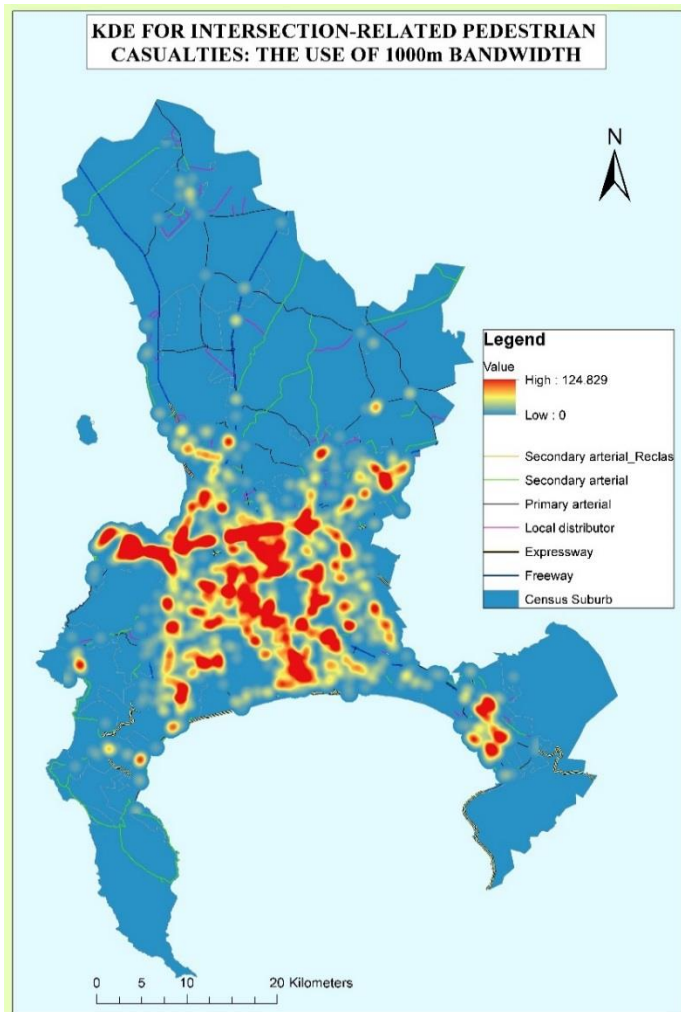 KDE FOR INTERSECTION-RELATED PEDESTRIAN
CASUALTIES: THE USE OF 1000m BANDWIDTH
N
Legend
Value
High : 124.829
Low : 0
Secondary arterial_Reclas
Secondary arterial
Primary arterial
Local distributor
Expressway
Freeway
Census Suburb
0 5 10 20 Kilometers